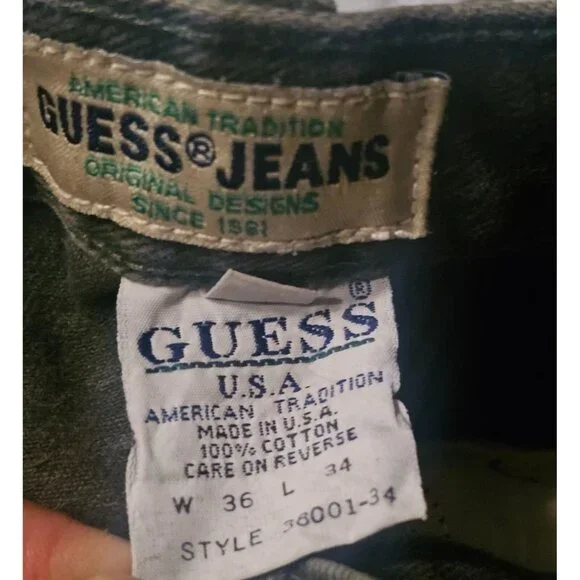 AMERICAN TRADITION
GUESS® JEANS
ORIGINAL DESIGNS
SINCE 1981
GUESS®
U.S.A.
AMERICAN TRADITION
MADE IN U.S.A.
100% COTTON
CARE ON REVERSE
W 36 L 34
STYLE 36001-34